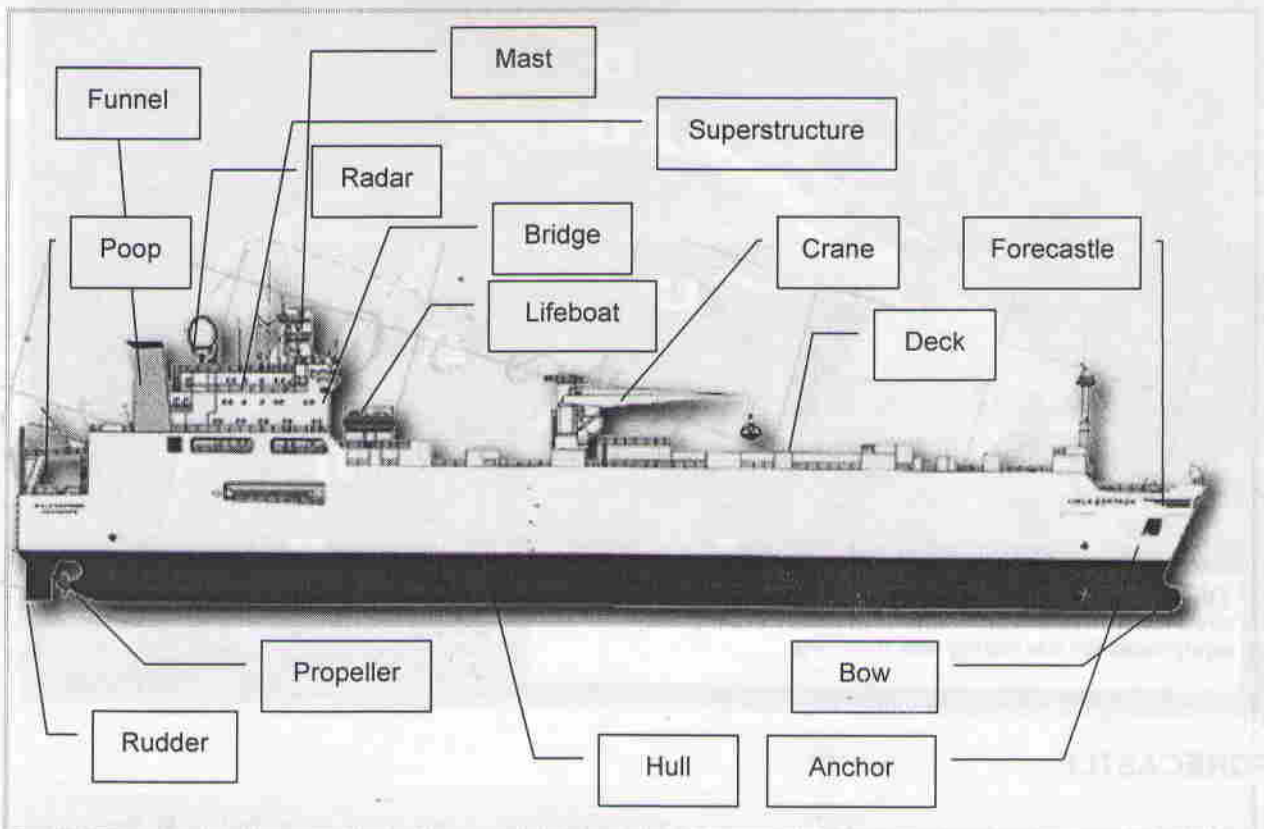 Mast
Funnel
Superstructure
Radar
Poop
Bridge
Crane
Forecastle
Lifeboat
Deck
Propeller
Bow
Rudder
Hull
Anchor